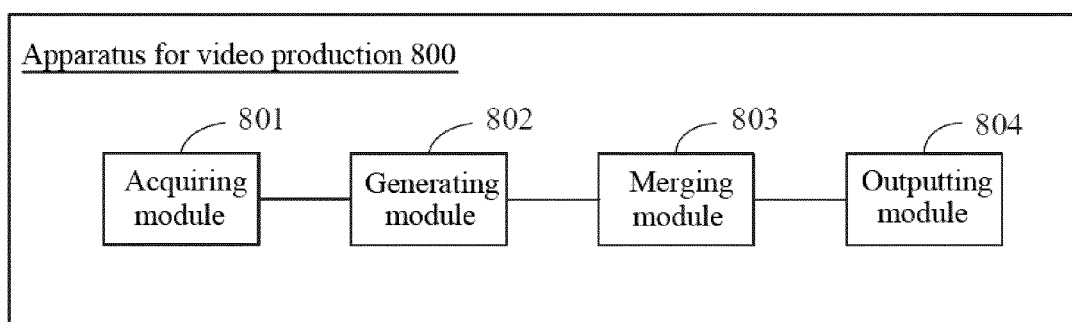 Apparatus for video production 800
801
802
803
804
Acquiring
module
Generating
module
Merging
module
Outputting
module